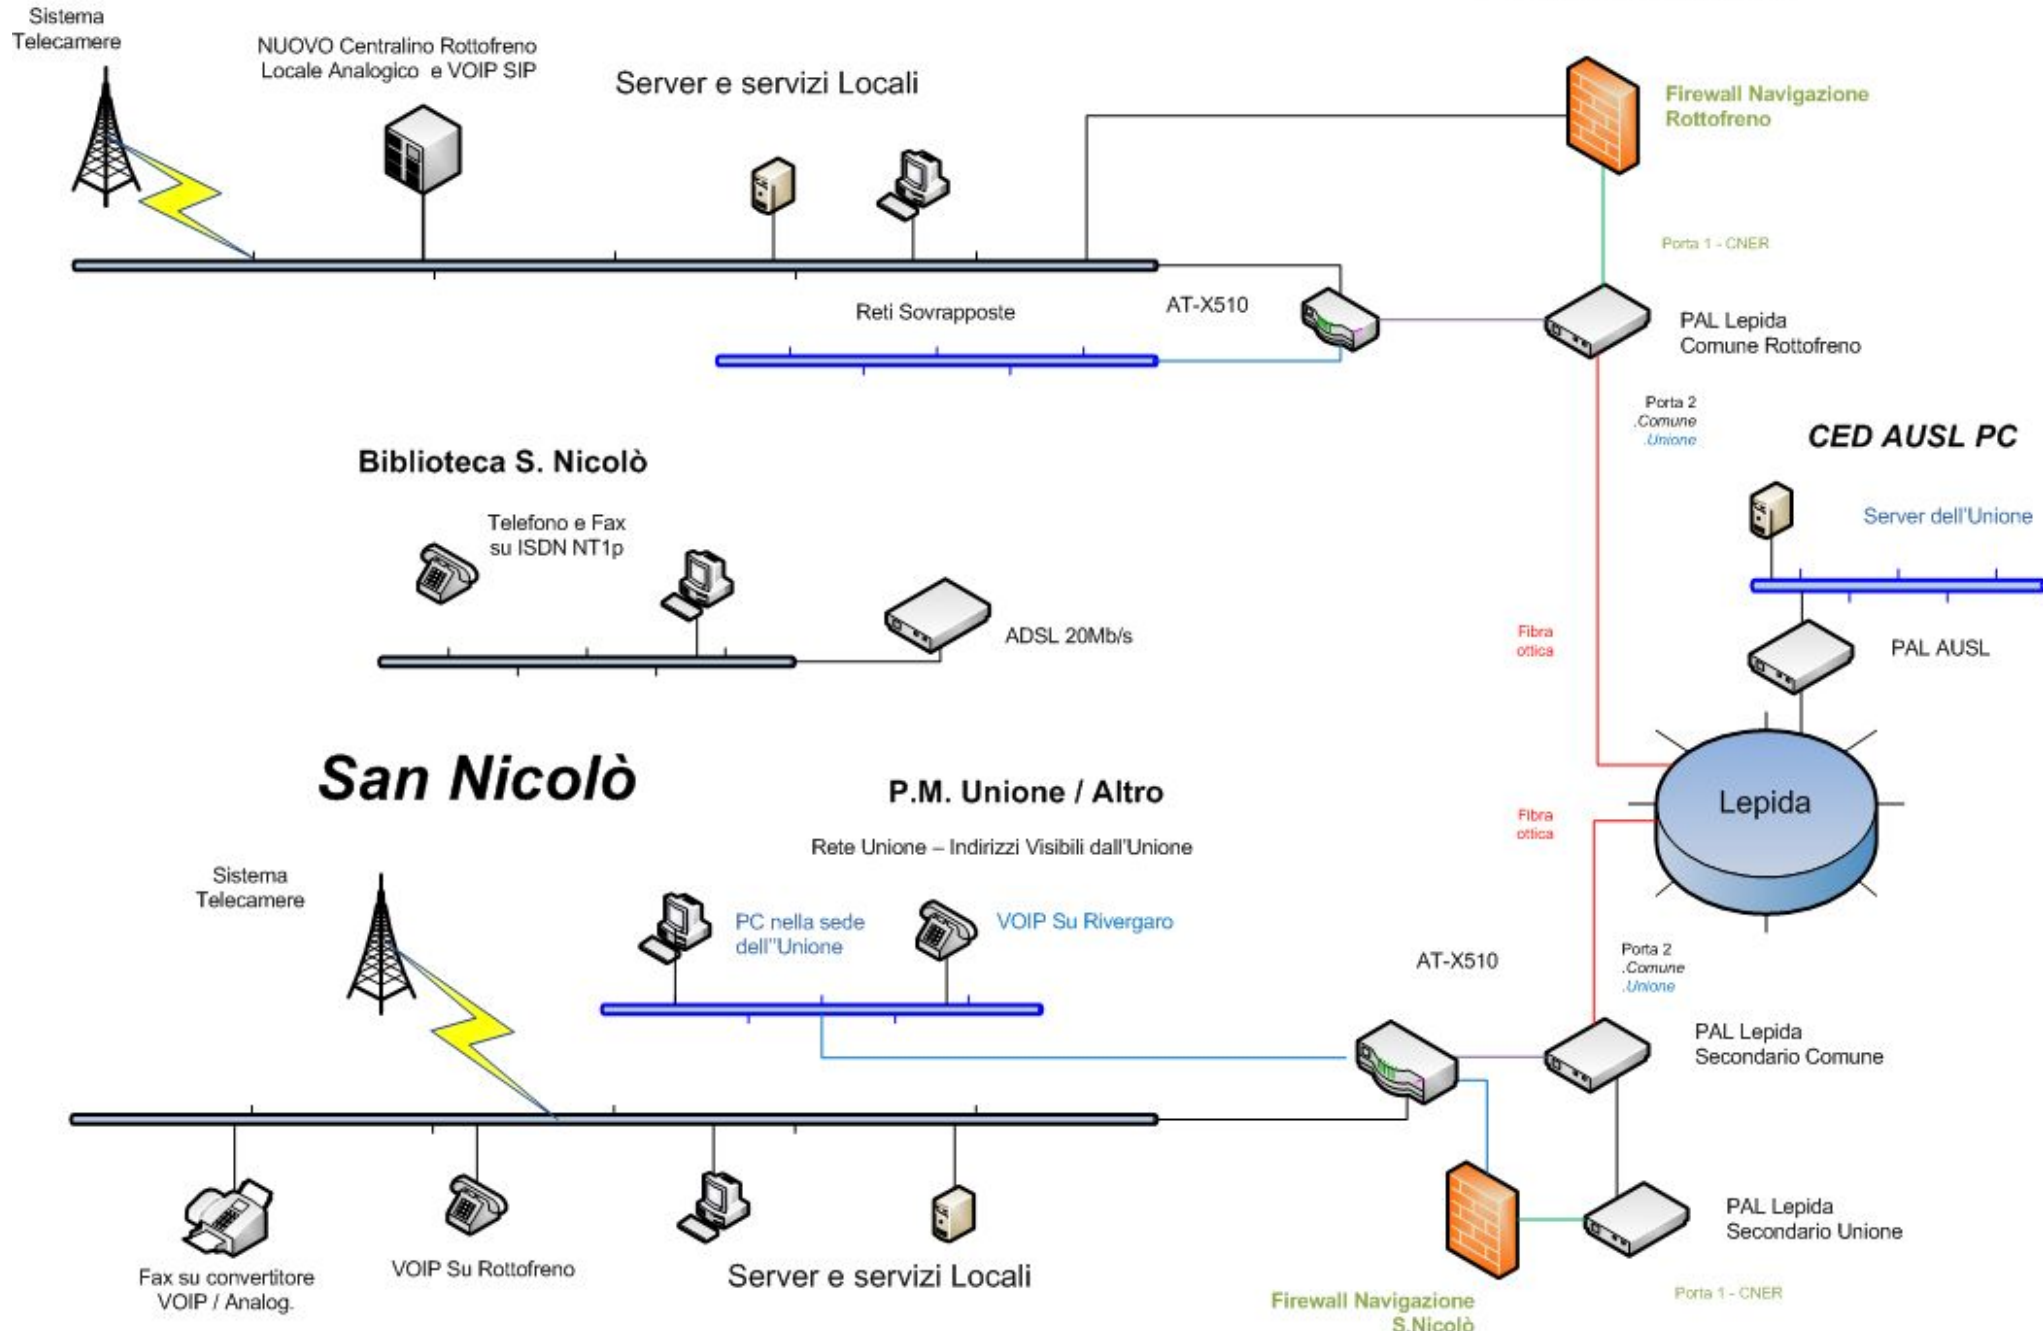 Sistema
Telecamere
NUOVO Centralino Rottofreno
Locale Analogico e VOIP SIP
Server e servizi Locali
Firewall Navigazione
Rottofreno
Porta 1 - CNER
Reti Sovrapposte
AT-X510
PAL Lepida
Comune Rottofreno
Porta 2
.Comune
.Unione
CED AUSL PC
Biblioteca S. Nicolò
Telefono e Fax
su ISDN NT1p
Server dell'Unione
ADSL 20Mb/s
Fibra
ottica
PAL AUSL
San Nicolò
P.M. Unione / Altro
Lepida
Fibra
ottica
Rete Unione – Indirizzi Visibili dall'Unione
Sistema
Telecamere
PC nella sede
dell''Unione
VOIP Su Rivergaro
AT-X510
Porta 2
.Comune
.Unione
PAL Lepida
Secondario Comune
PAL Lepida
Secondario Unione
Fax su convertitore
VOIP / Analog.
VOIP Su Rottofreno
Server e servizi Locali
Firewall Navigazione
S.Nicolò
Porta 1 - CNER